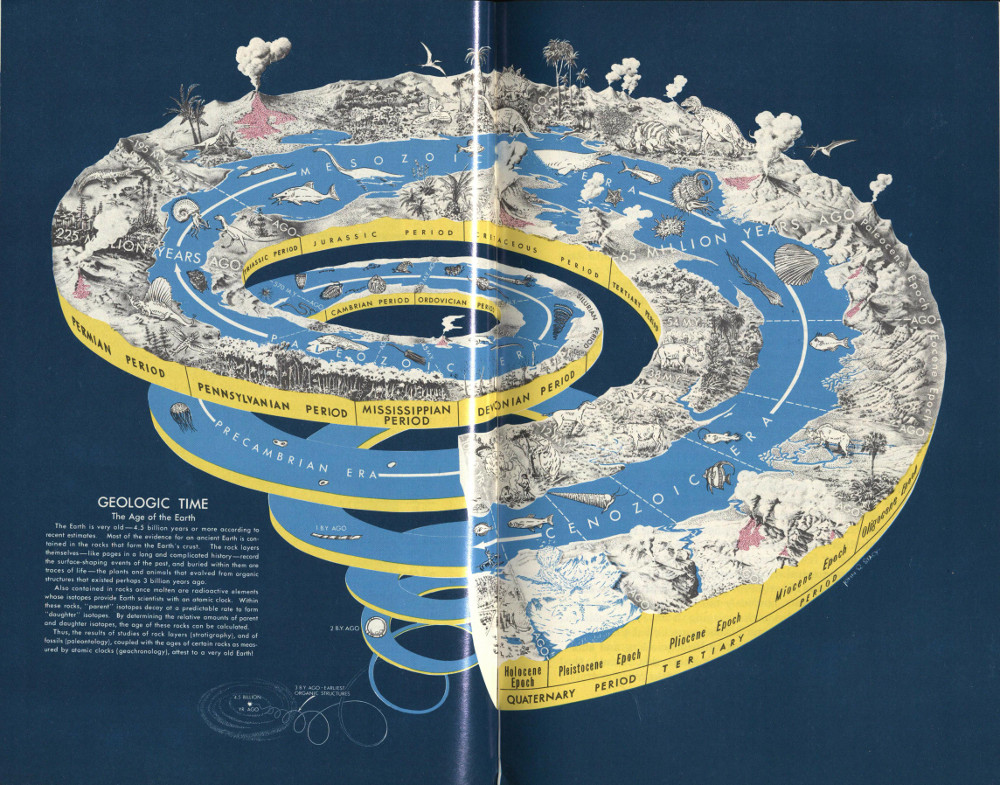 MESOZOIC ERA
225 MILLION YEARS AGO
65 MILLION YEARS AGO
TRIASSIC PERIOD
JURASSIC PERIOD
CRETACEOUS PERIOD
TERTIARY PERIOD
CAMBRIAN PERIOD
ORDOVICIAN PERIOD
SILURIAN PERIOD
PALEOZOIC ERA
PERMIAN PERIOD
PENNSYLVANIAN PERIOD
MISSISSIPPIAN
PERIOD
DEVONIAN PERIOD
PRECAMBRIAN ERA
CENOZOIC ERA
Paleocene Epoch
Eocene Epoch
Oligocene Epoch
Miocene Epoch
Pliocene Epoch
Pleistocene Epoch
Holocene
Epoch
TERTIARY PERIOD
QUATERNARY PERIOD
1 B.Y. AGO
2 B.Y. AGO
3 B.Y. AGO-EARLIEST
ORGANIC STRUCTURES
4.5 BILLION
YR. AGO
GEOLOGIC TIME
The Age of the Earth
The Earth is very old—4.5 billion years or more according to
recent estimates. Most of the evidence for an ancient Earth is con-
tained in the rocks that form the Earth's crust. The rock layers
themselves—like pages in a long and complicated history—record
the surface-shaping events of the past, and buried within them are
traces of life—the plants and animals that evolved from organic
structures that existed perhaps 3 billion years ago.
Also contained in rocks once molten are radioactive elements
whose isotopes provide Earth scientists with an atomic clock. Within
these rocks, "parent" isotopes decay at a predictable rate to form
"daughter" isotopes. By determining the relative amounts of parent
and daughter isotopes, the age of these rocks can be calculated.
Thus, the results of studies of rock layers (stratigraphy), and of
fossils (paleontology), coupled with the ages of certain rocks as meas-
ured by atomic clocks (geochronology), attest to a very old Earth!